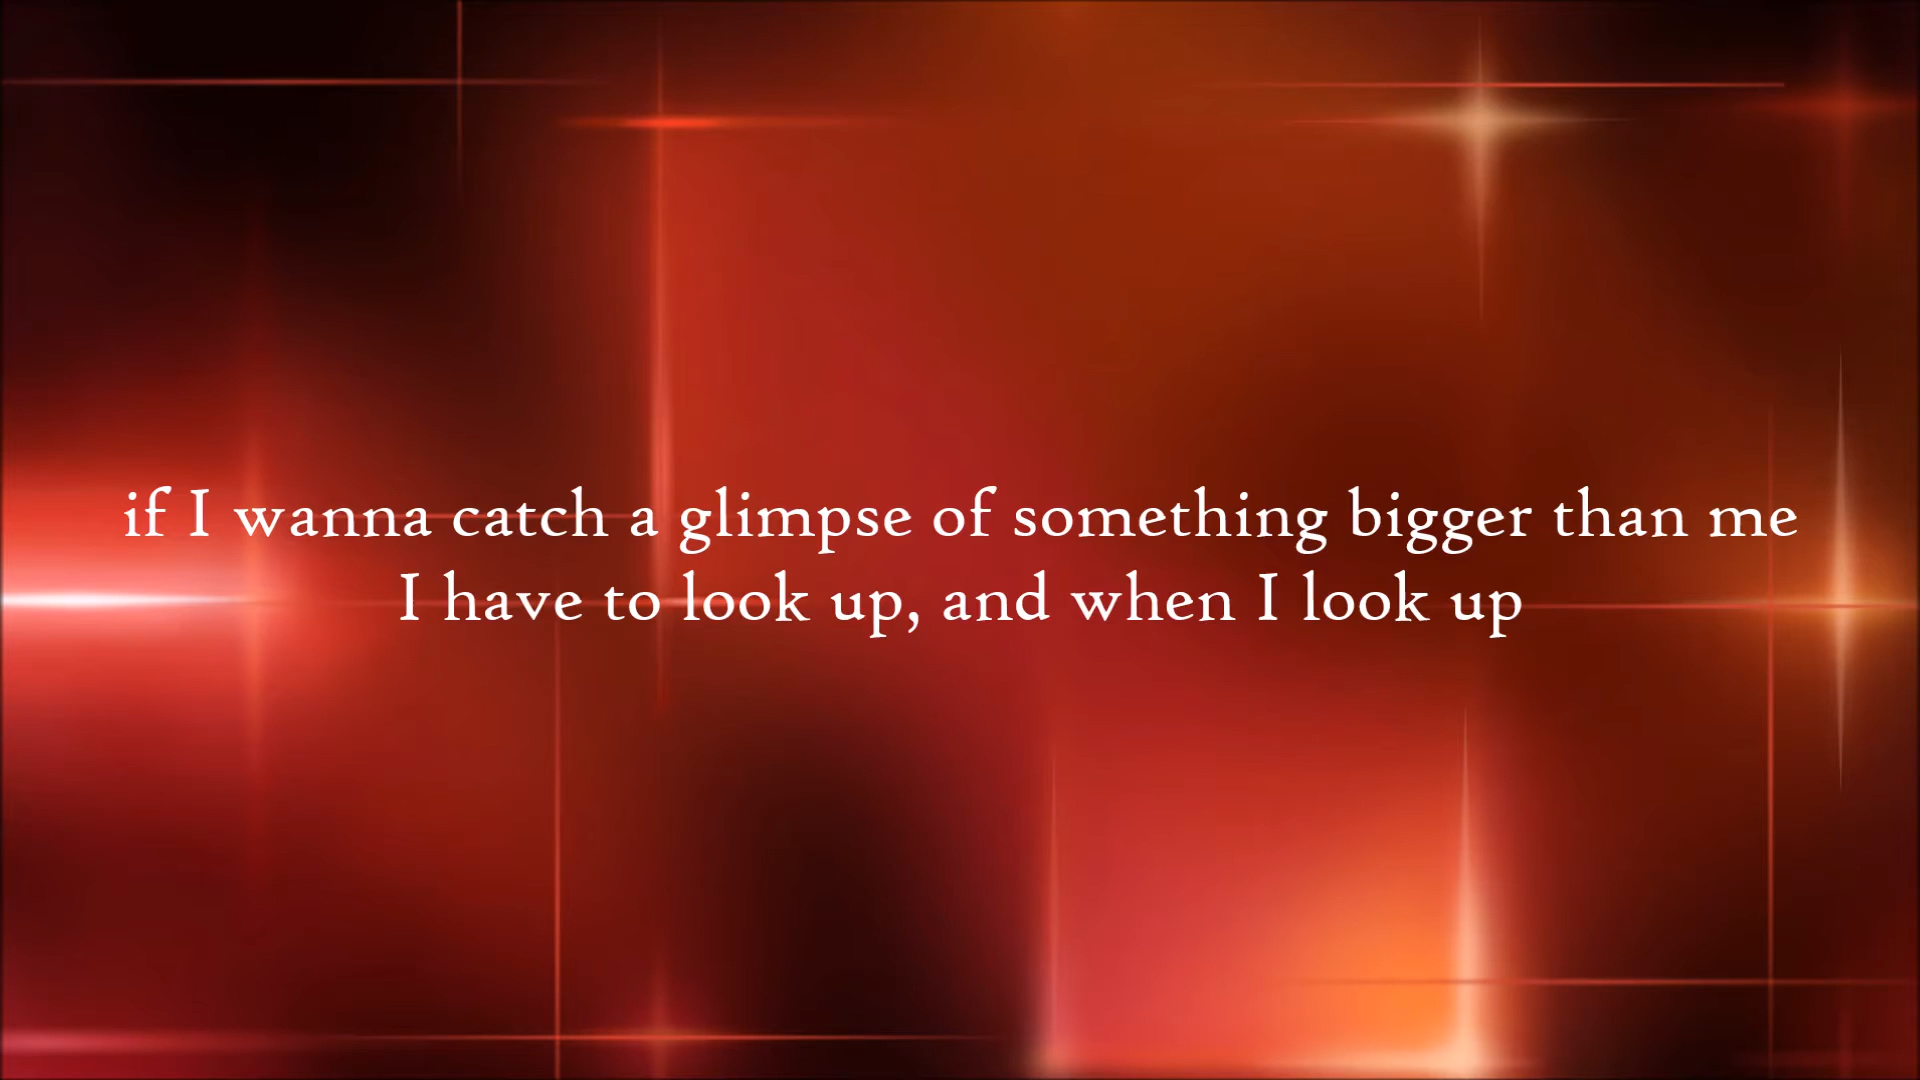 if I wanna catch a glimpse of something bigger than me
I have to look up, and when I look up